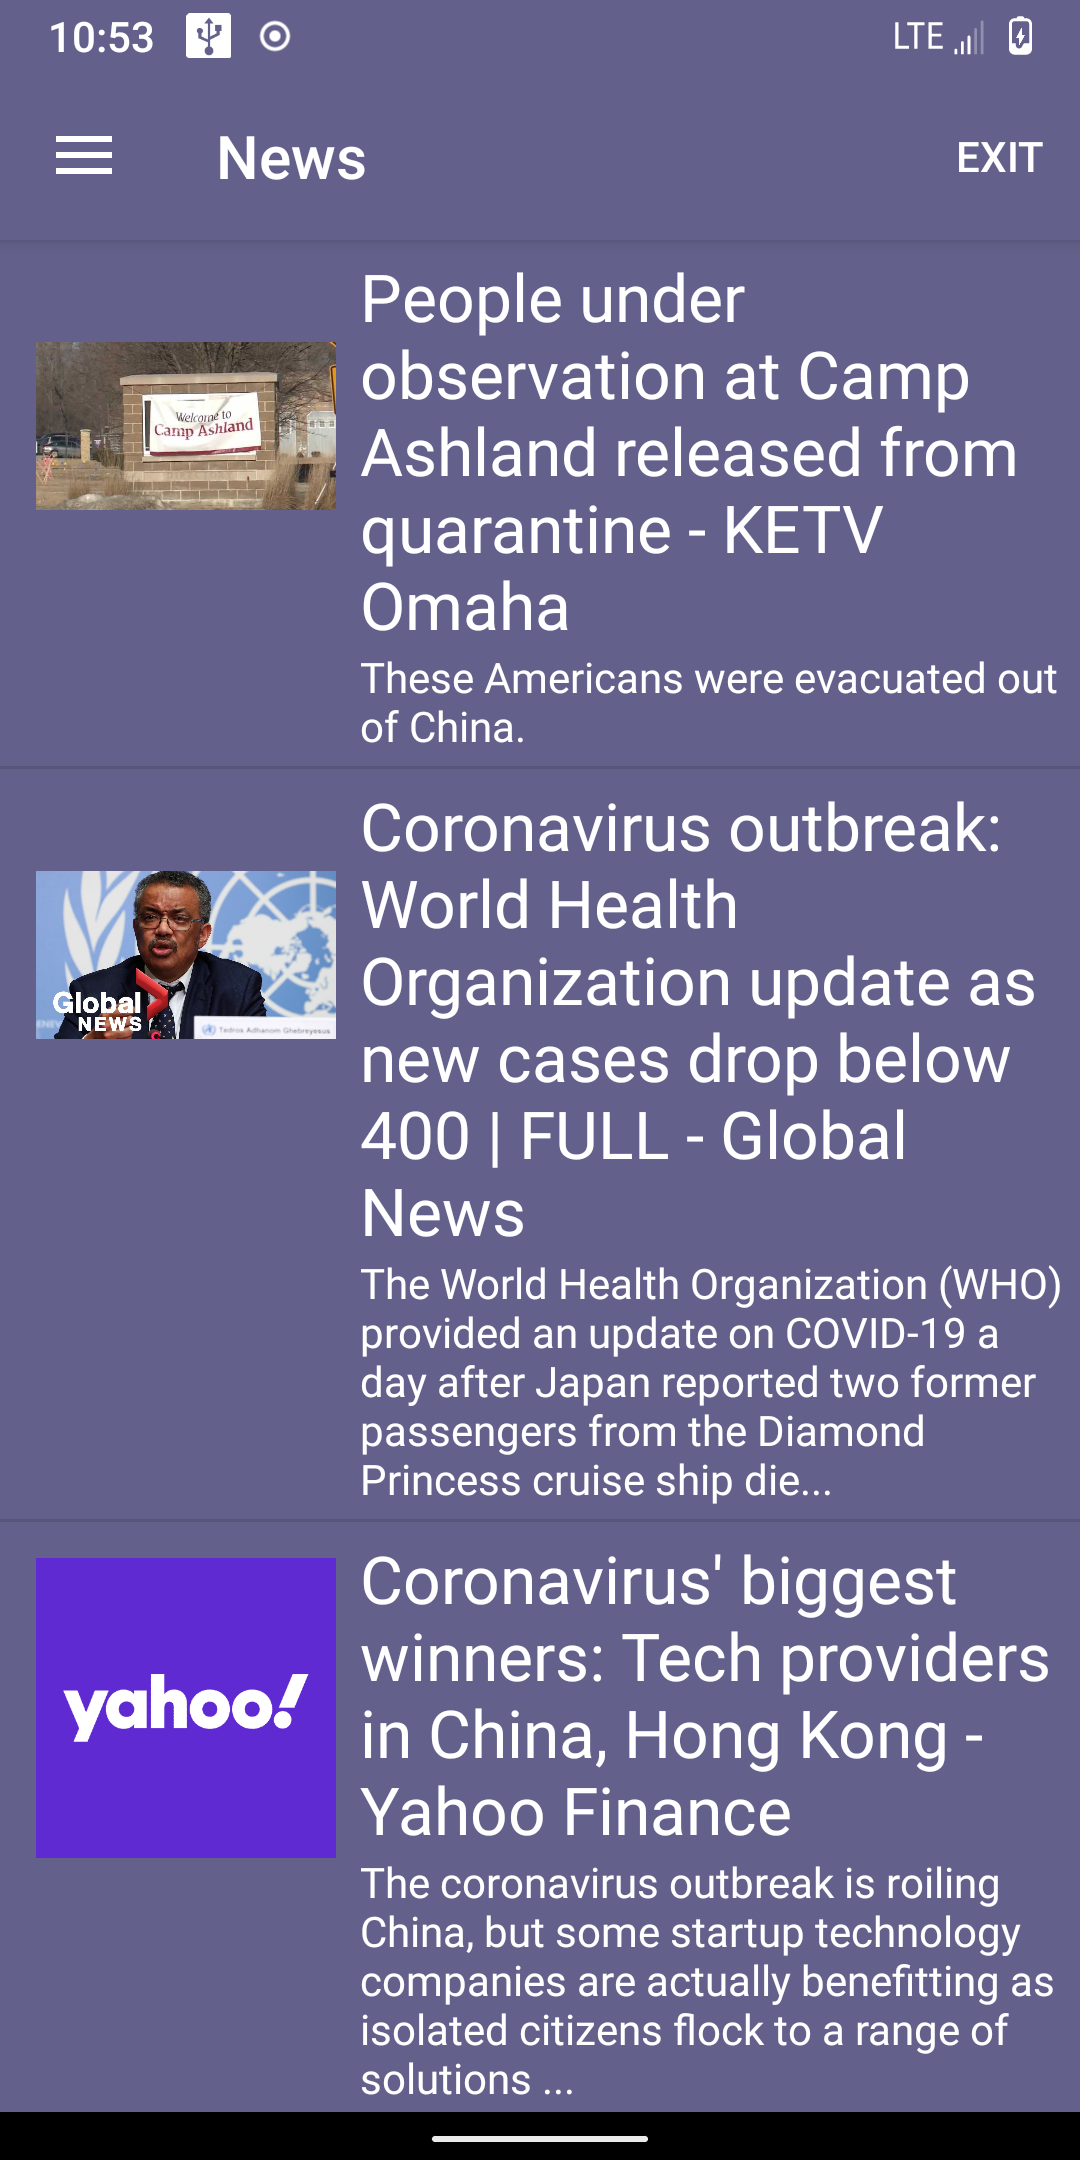 10:53
LTE
News
EXIT
People under
observation at Camp
Ashland released from
quarantine - KETV
Omaha
These Americans were evacuated out
of China.
Welcome to
Camp Ashland
Coronavirus outbreak:
World Health
Organization update as
new cases drop below
400 | FULL - Global
News
The World Health Organization (WHO)
provided an update on COVID-19 a
day after Japan reported two former
passengers from the Diamond
Princess cruise ship die...
Global
NEWS
Tedros Adhanom Ghebreyesus
Coronavirus' biggest
winners: Tech providers
in China, Hong Kong -
Yahoo Finance
The coronavirus outbreak is roiling
China, but some startup technology
companies are actually benefitting as
isolated citizens flock to a range of
solutions ...
yahoo!